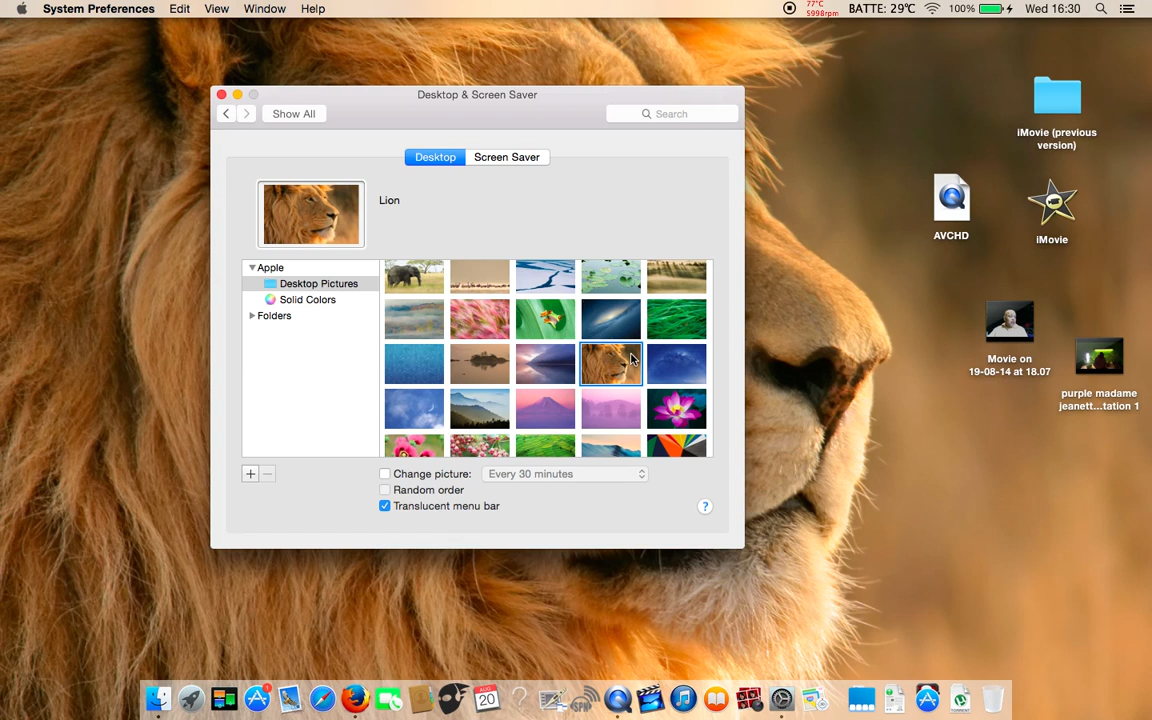 System Preferences Edit View Window Help
77°C
5998rpm
BATTE: 29°C 100% Wed 16:30
Desktop & Screen Saver
Show All
Search
Desktop Screen Saver
Lion
Apple
Desktop Pictures
Solid Colors
Folders
+ −
Change picture: Every 30 minutes
Random order
Translucent menu bar
?
iMovie (previous
version)
AVCHD
iMovie
Movie on
19-08-14 at 18.07
purple madame
jeanett...tation 1
1
AUG
20